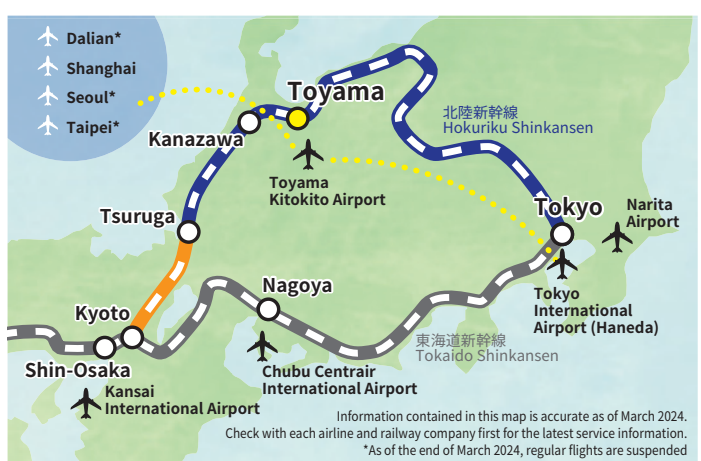 Dalian*
Shanghai
Seoul*
Taipei*
Toyama
Kanazawa
北陸新幹線
Hokuriku Shinkansen
Toyama
Kitokito Airport
Tsuruga
Tokyo
Narita
Airport
Nagoya
Tokyo
International
Airport (Haneda)
Kyoto
東海道新幹線
Tokaido Shinkansen
Shin-Osaka
Chubu Centrair
International Airport
Kansai
International Airport
Information contained in this map is accurate as of March 2024.
Check with each airline and railway company first for the latest service information.
*As of the end of March 2024, regular flights are suspended